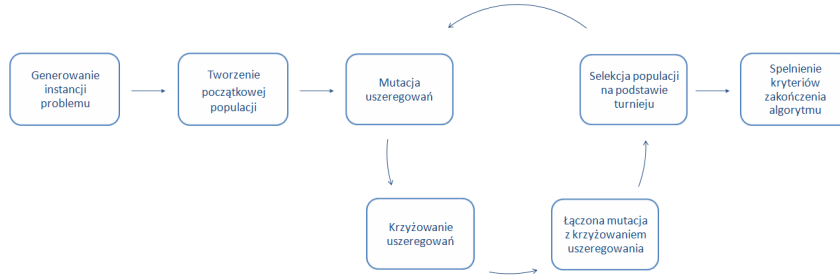 Generowanie
instancji
problemu
Tworzenie
początkowej
populacji
Mutacja
uszeregowań
Krzyżowanie
uszeregowań
Łączona mutacja
z krzyżowaniem
uszeregowania
Selekcja populacji
na podstawie
turnieju
Spelnienie
kryteriów
zakończenia
algorytmu